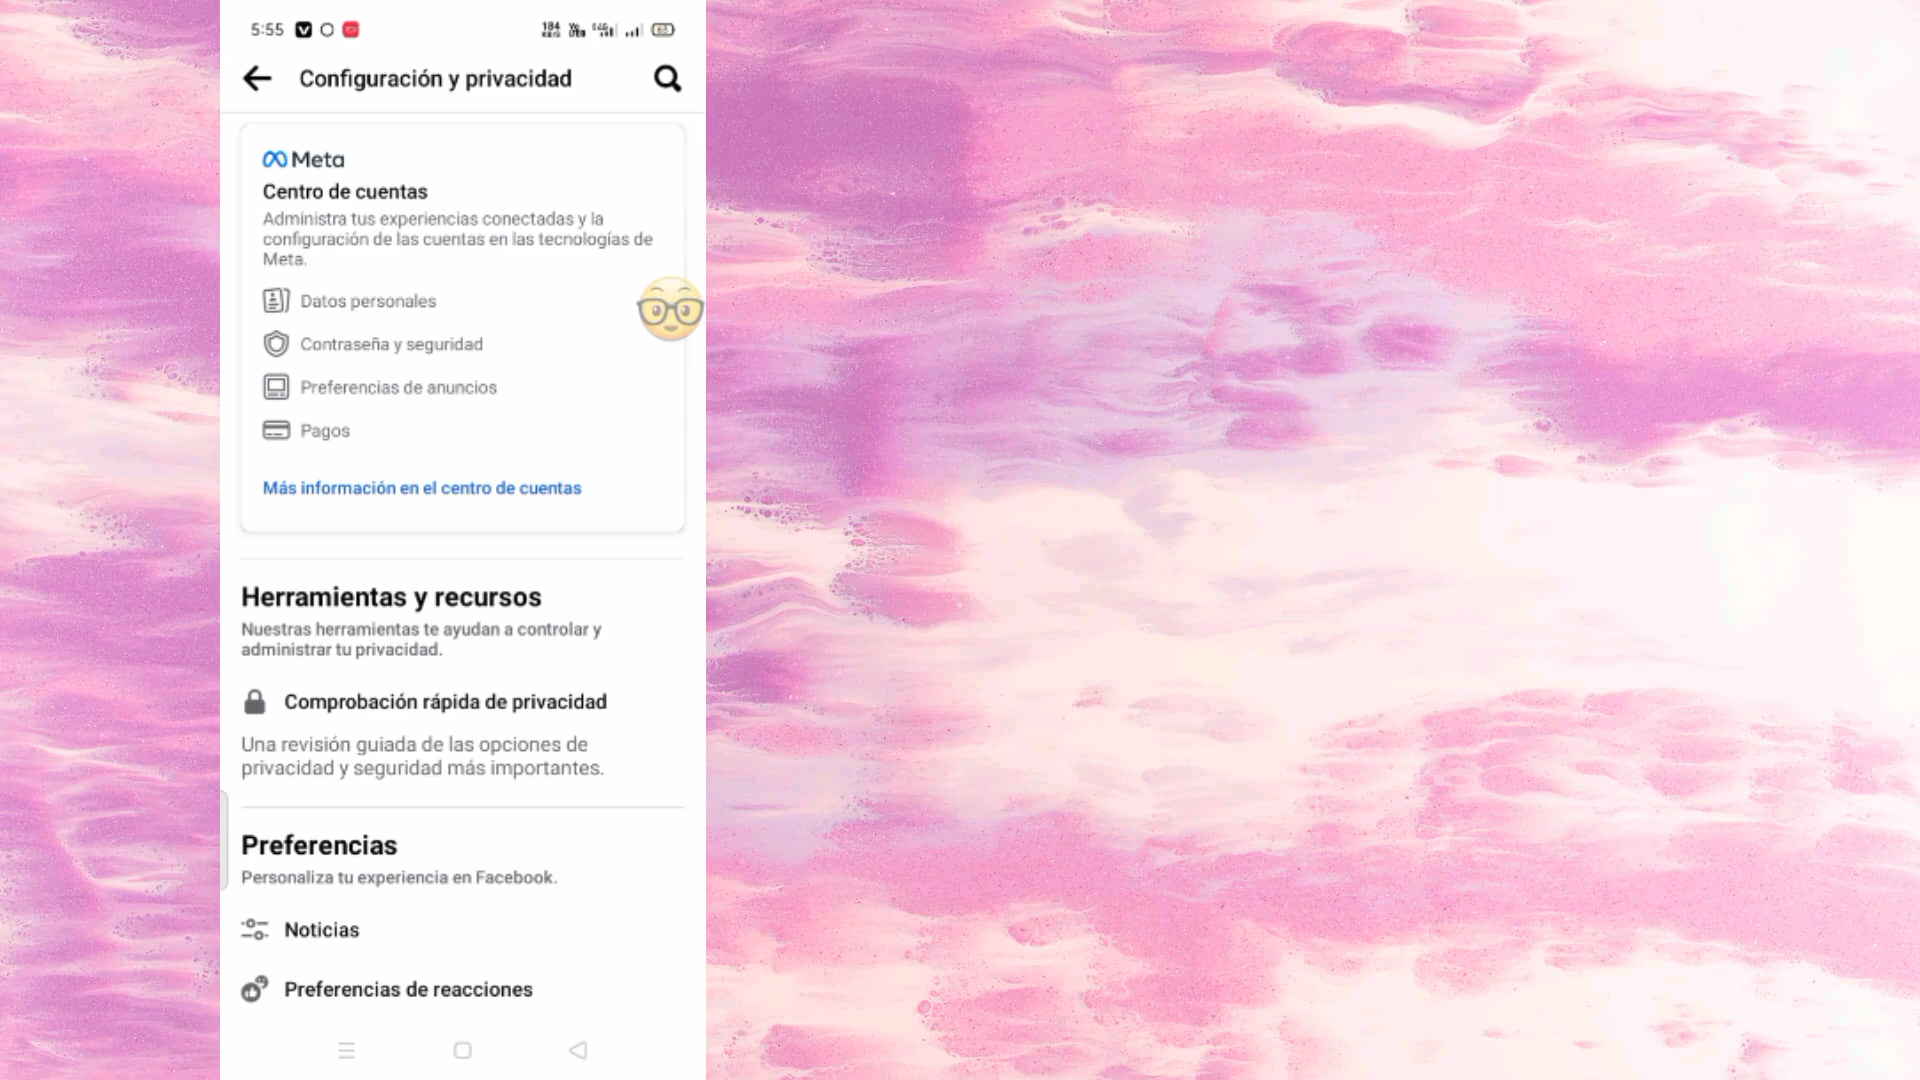 5:55
184
Configuración y privacidad
Meta
Centro de cuentas
Administra tus experiencias conectadas y la
configuración de las cuentas en las tecnologías de
Meta.
Datos personales
Contraseña y seguridad
Preferencias de anuncios
Pagos
Más información en el centro de cuentas
Herramientas y recursos
Nuestras herramientas te ayudan a controlar y
administrar tu privacidad.
Comprobación rápida de privacidad
Una revisión guiada de las opciones de
privacidad y seguridad más importantes.
Preferencias
Personaliza tu experiencia en Facebook.
Noticias
Preferencias de reacciones